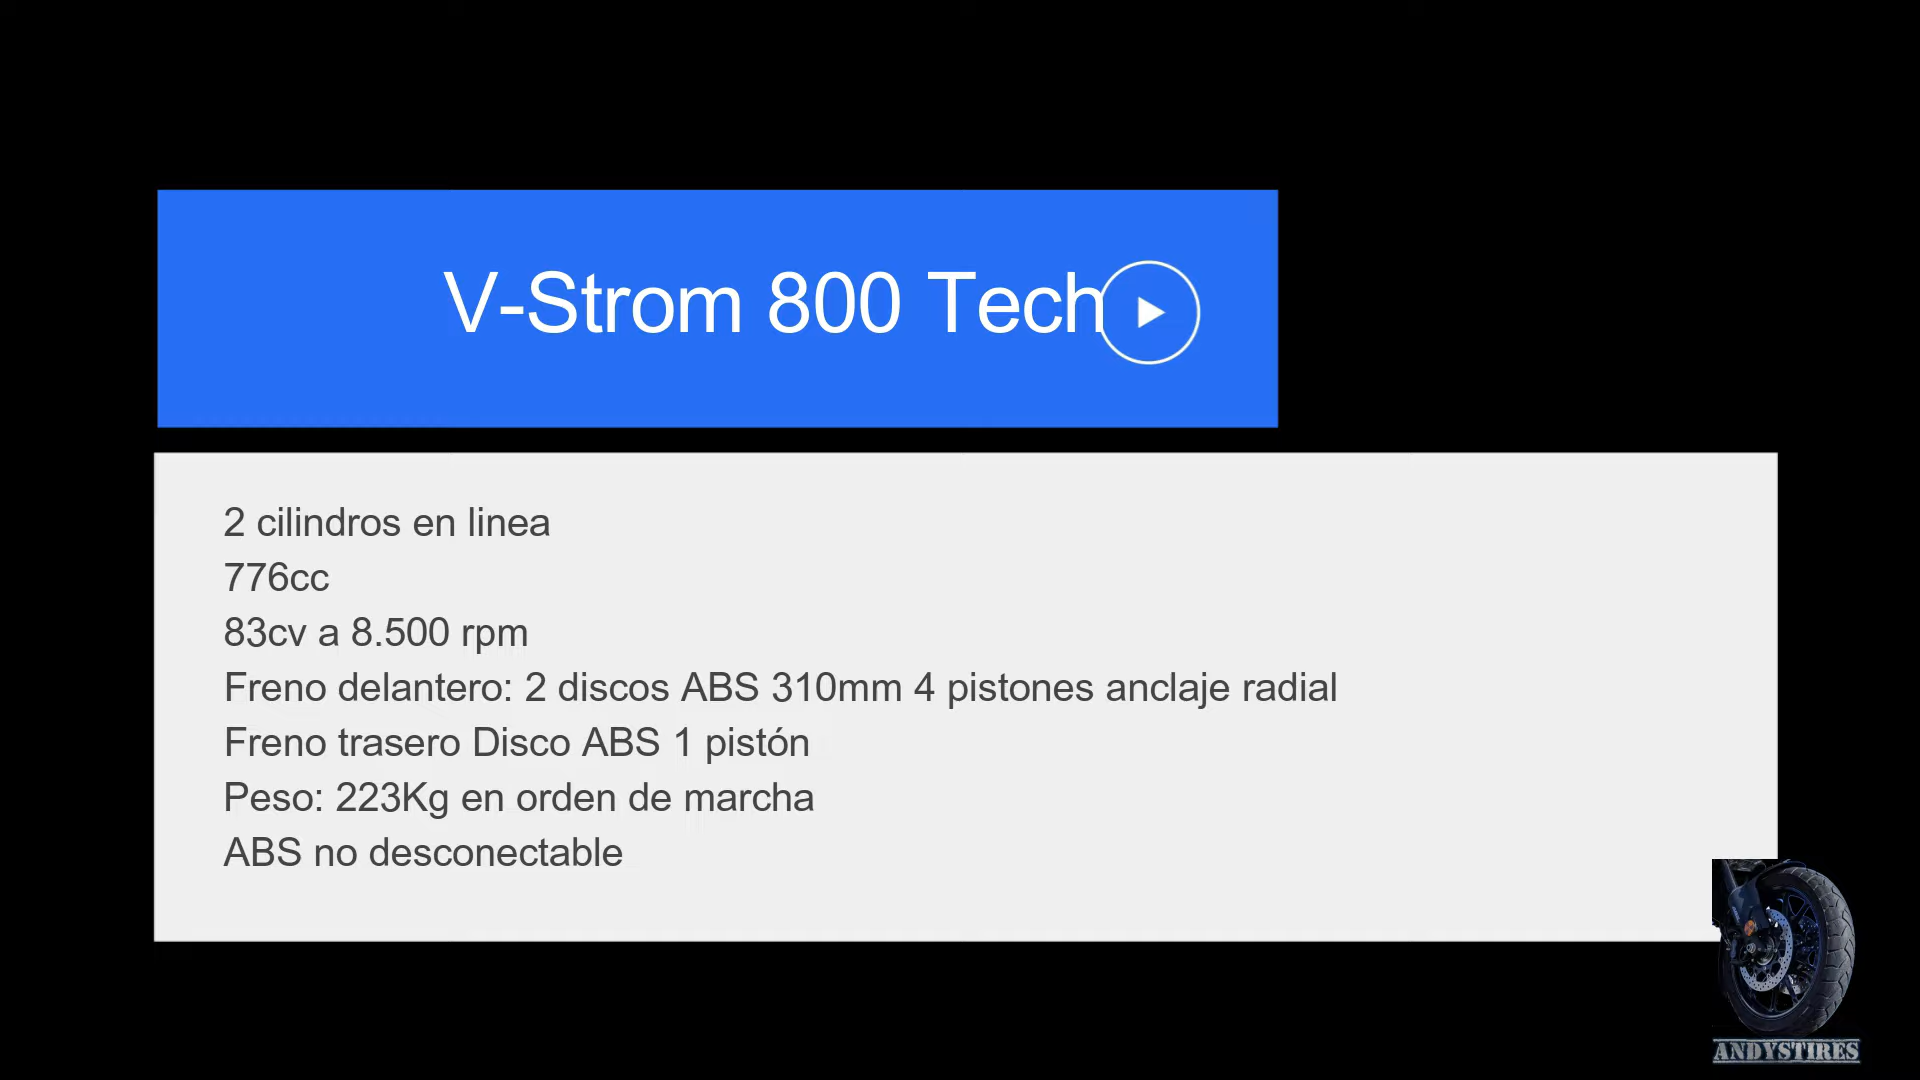 V-Strom 800 Tech
2 cilindros en linea
776cc
83cv a 8.500 rpm
Freno delantero: 2 discos ABS 310mm 4 pistones anclaje radial
Freno trasero Disco ABS 1 pistón
Peso: 223Kg en orden de marcha
ABS no desconectable
ANDYSTIRES